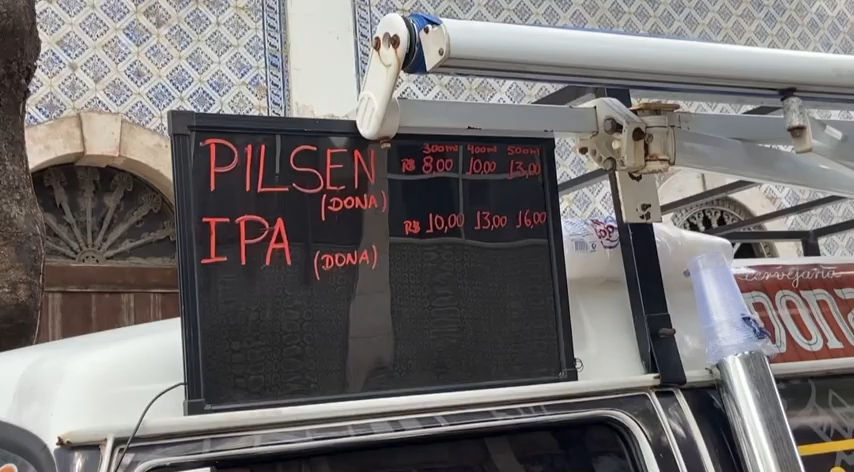 300ml 400ml 500ml
PILSEN R$ 8,00 10,00 13,00
(DONA)
IPA R$ 10,00 13,00 16,00
(DONA)
cervejaria
Dona